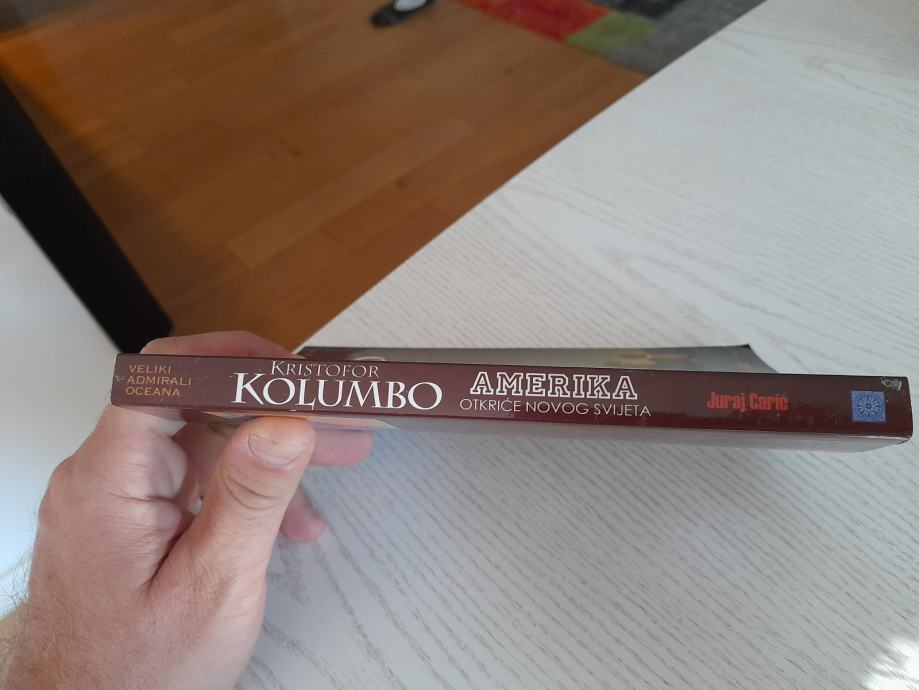 VELIKI
ADMIRALI
OCEANA
KRISTOFOR
KOLUMBO
AMERIKA
OTKRIĆE NOVOG SVIJETA
Juraj Carić